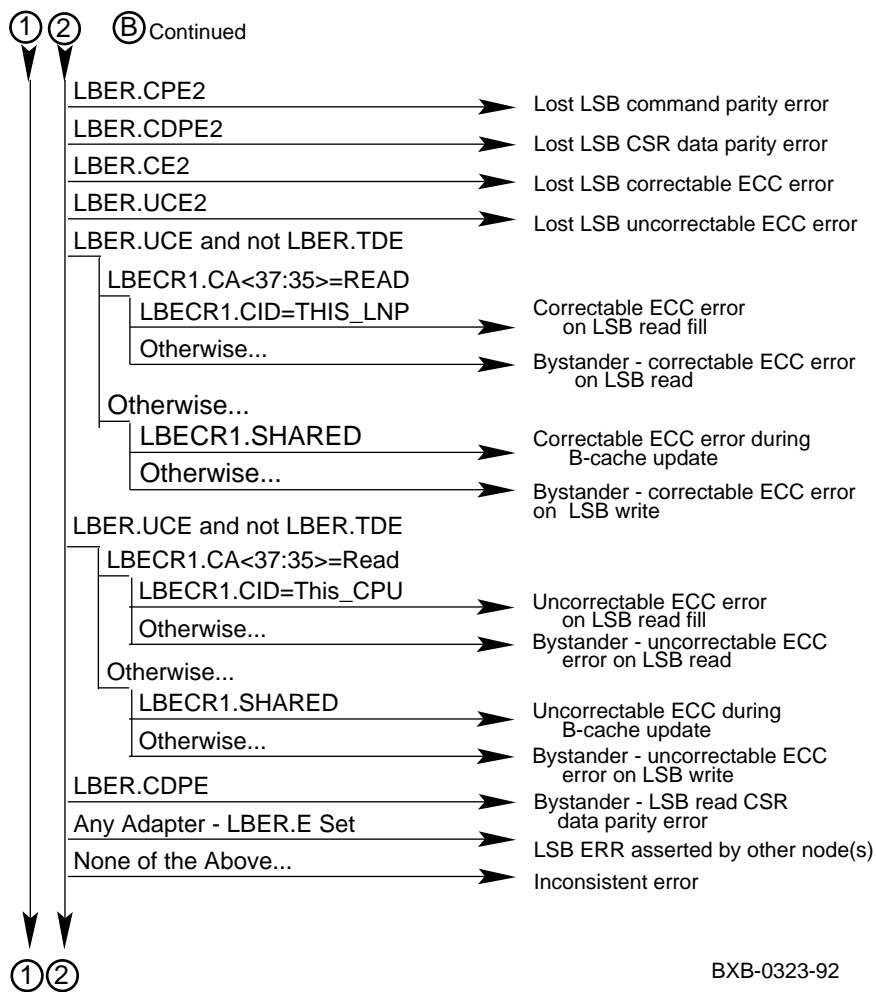 1 2 B Continued
LBER.CPE2
Lost LSB command parity error
LBER.CDPE2
Lost LSB CSR data parity error
LBER.CE2
Lost LSB correctable ECC error
LBER.UCE2
Lost LSB uncorrectable ECC error
LBER.UCE and not LBER.TDE
LBECR1.CA<37:35>=READ
LBECR1.CID=THIS_LNP
Correctable ECC error
on LSB read fill
Otherwise...
Bystander - correctable ECC error
on LSB read
Otherwise...
LBECR1.SHARED
Correctable ECC error during
B-cache update
Otherwise...
Bystander - correctable ECC error
on LSB write
LBER.UCE and not LBER.TDE
LBECR1.CA<37:35>=Read
LBECR1.CID=This_CPU
Uncorrectable ECC error
on LSB read fill
Otherwise...
Bystander - uncorrectable ECC
error on LSB read
Otherwise...
LBECR1.SHARED
Uncorrectable ECC during
B-cache update
Otherwise...
Bystander - uncorrectable ECC
error on LSB write
LBER.CDPE
Bystander - LSB read CSR
data parity error
Any Adapter - LBER.E Set
LSB ERR asserted by other node(s)
None of the Above...
Inconsistent error
1 2
BXB-0323-92